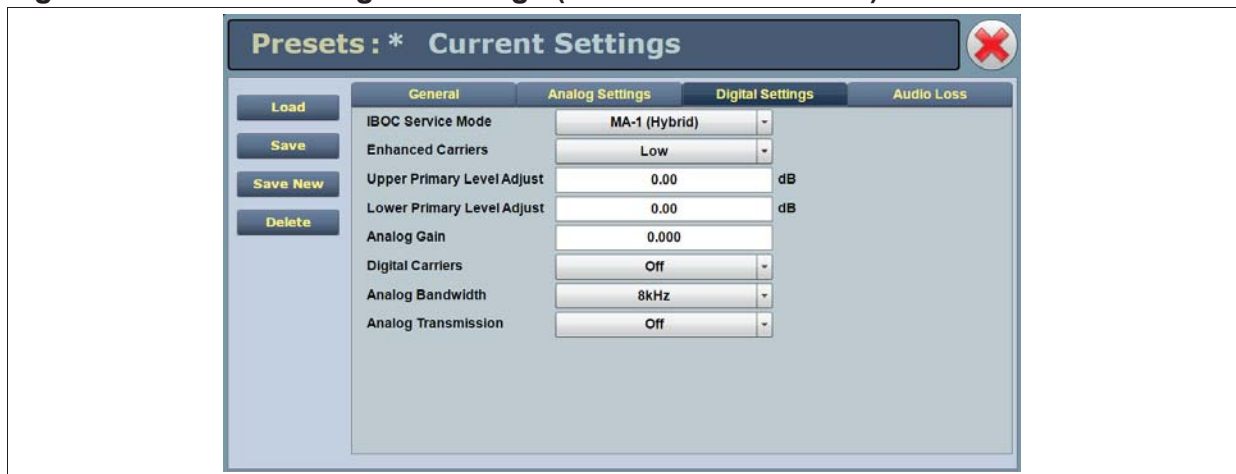 Presets:* Current Settings
Load
Save
Save New
Delete
General Analog Settings Digital Settings Audio Loss
IBOC Service Mode MA-1 (Hybrid)
Enhanced Carriers Low
Upper Primary Level Adjust 0.00 dB
Lower Primary Level Adjust 0.00 dB
Analog Gain 0.000
Digital Carriers Off
Analog Bandwidth 8kHz
Analog Transmission Off